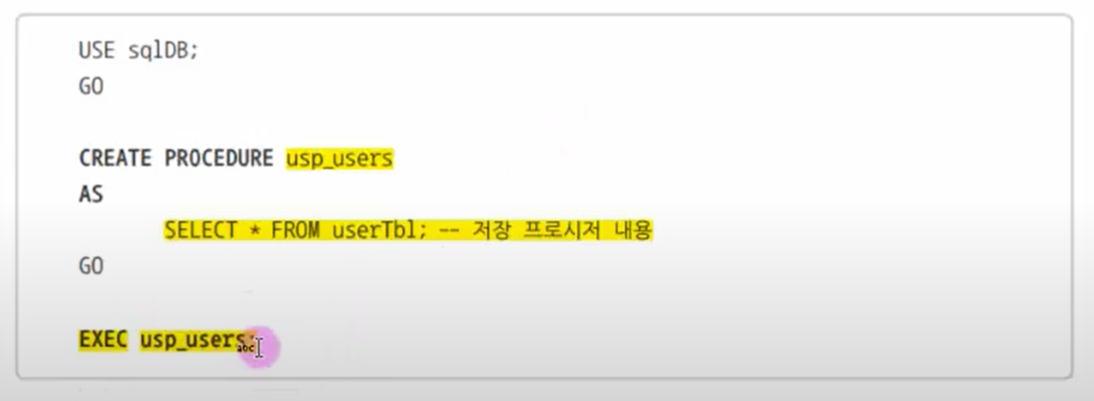 USE sqlDB;
GO
CREATE PROCEDURE usp_users
AS
SELECT * FROM userTbl; -- 저장 프로시저 내용
GO
EXEC usp_users;
abc